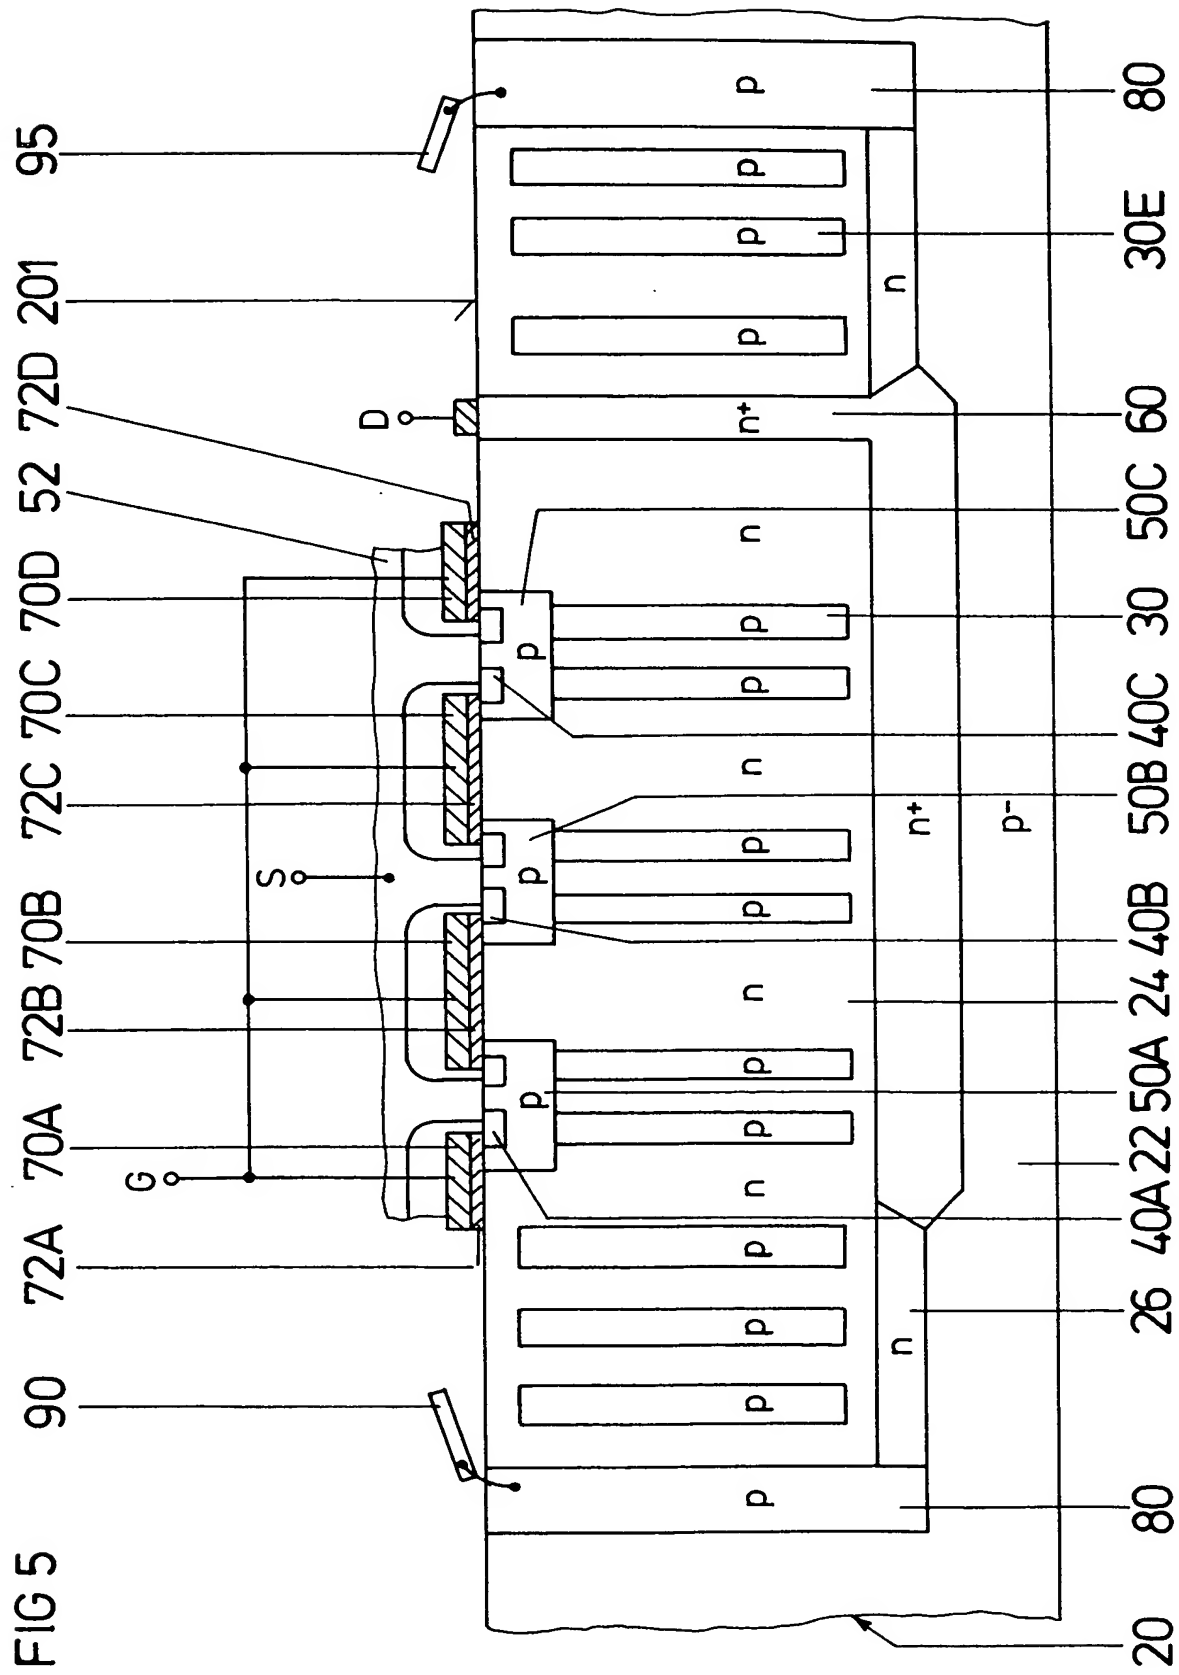 FIG 5
90 72A 70A 72B 70B 72C 70C 70D 52 72D 201 95
G
S
D
n n n n n⁺
p p p
p p p p p p p p p p p p p p
n n
n⁺
p⁻
20 80 26 40A 22 50A 24 40B 50B 40C 30 50C 60 30E 80